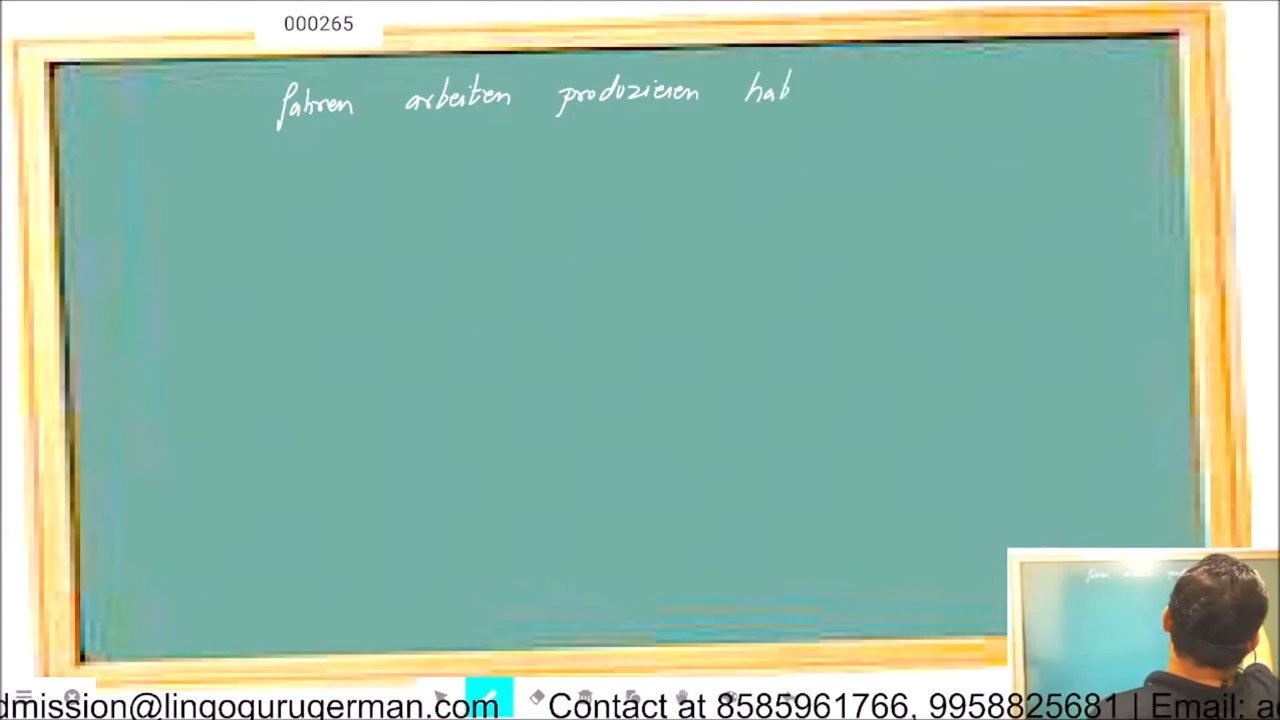 000265
fahren arbeiten produzieren hab
dmission@lingogurugerman.com Contact at 8585961766, 9958825681 | Email: a